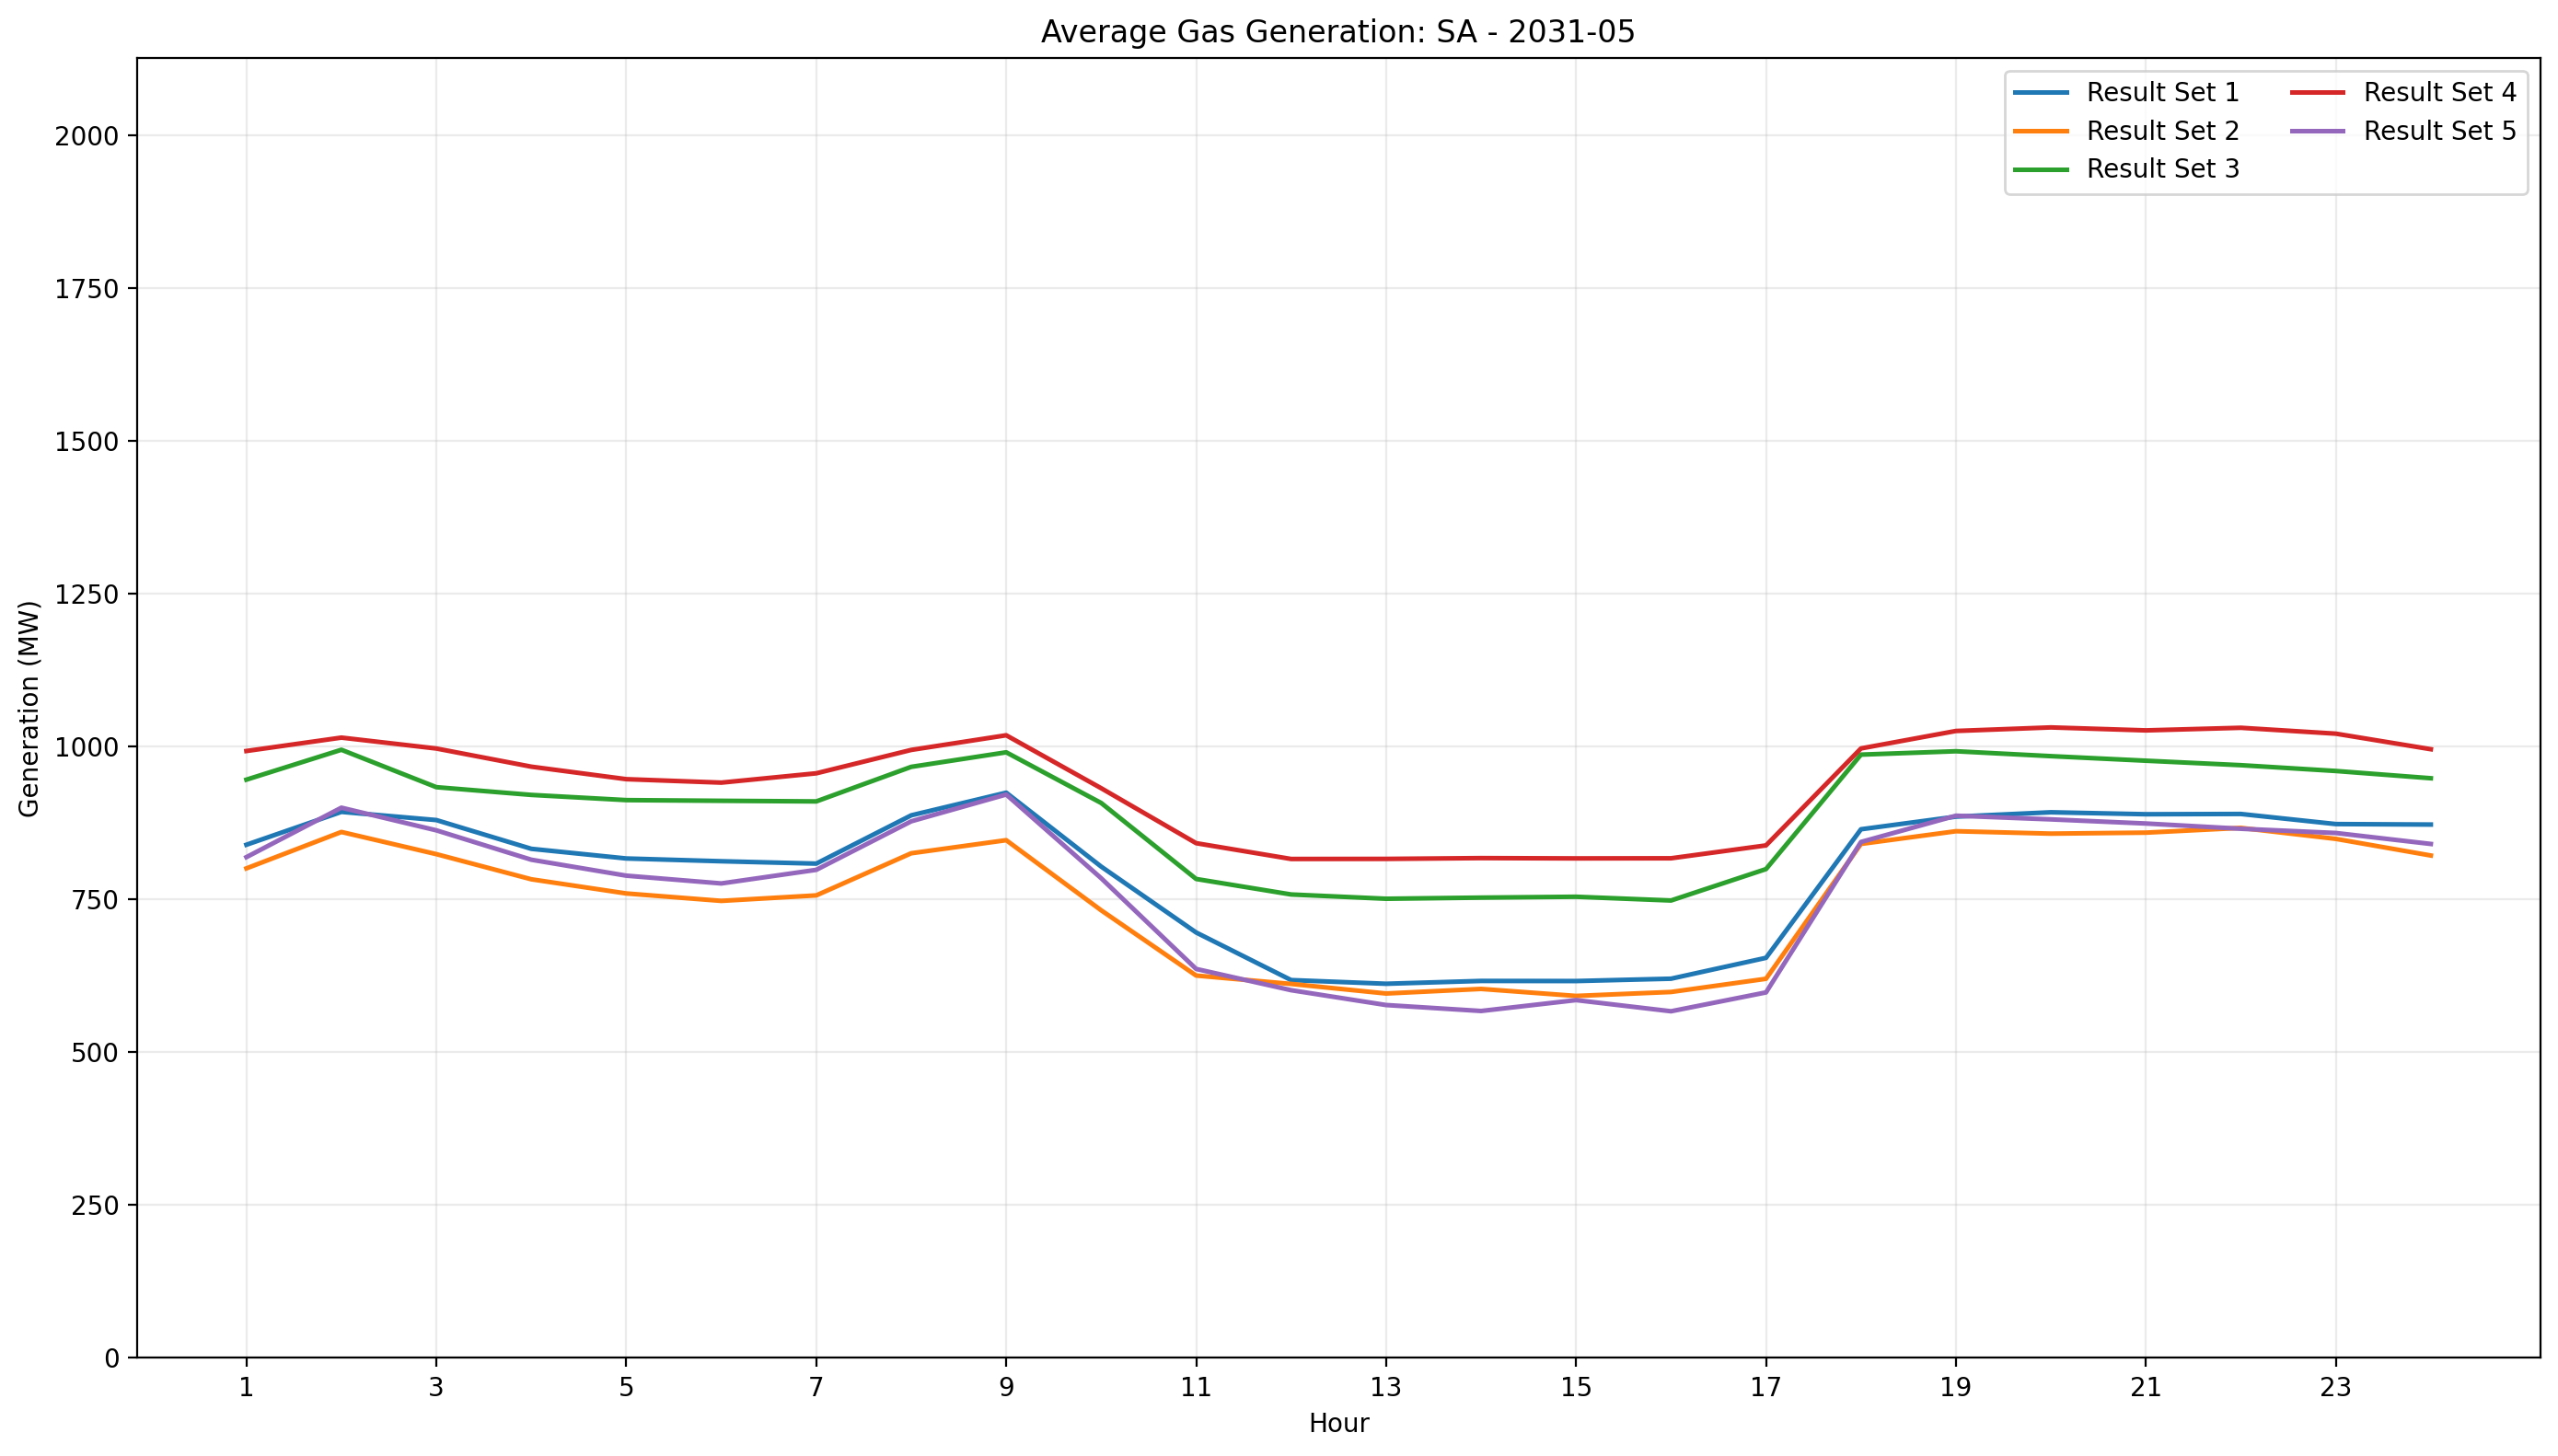 Average Gas Generation: SA - 2031-05
Result Set 1
Result Set 2
Result Set 3
Result Set 4
Result Set 5
Generation (MW)
2000
1750
1500
1250
1000
750
500
250
0
1 3 5 7 9 11 13 15 17 19 21 23
Hour